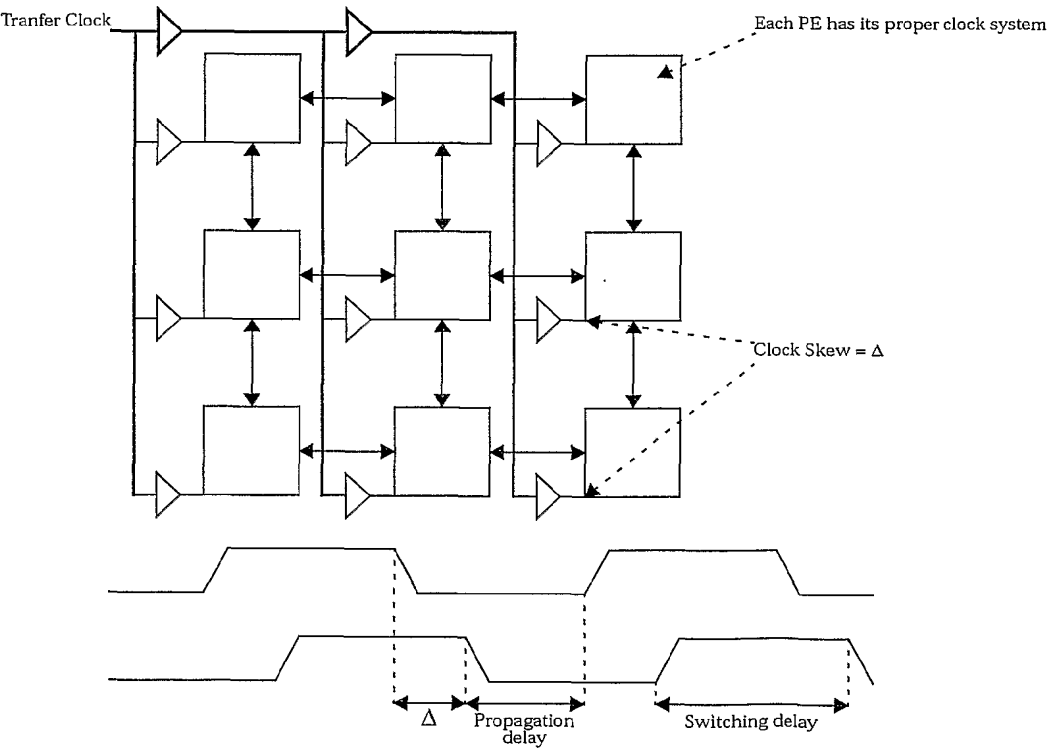 Tranfer Clock
Each PE has its proper clock system
Clock Skew = Δ
Δ
Propagation
delay
Switching delay